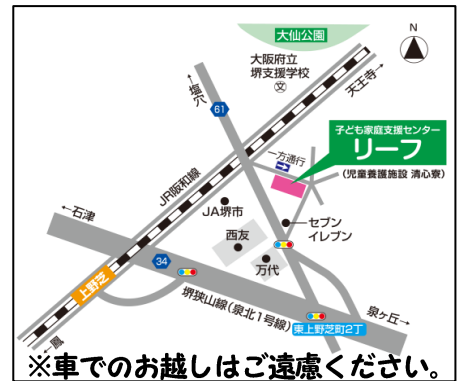 大仙公園
N
大阪府立
堺支援学校
文
天王寺→
←塩穴
61
子ども家庭支援センター
リーフ
(児童養護施設 清心寮)
一方通行
JR阪和線
JA堺市
←石津
セブン
イレブン
西友
34
万代
上野芝
堺狭山線(泉北1号線)
泉ヶ丘→
東上野芝町2丁
←鳳
※車でのお越しはご遠慮ください。